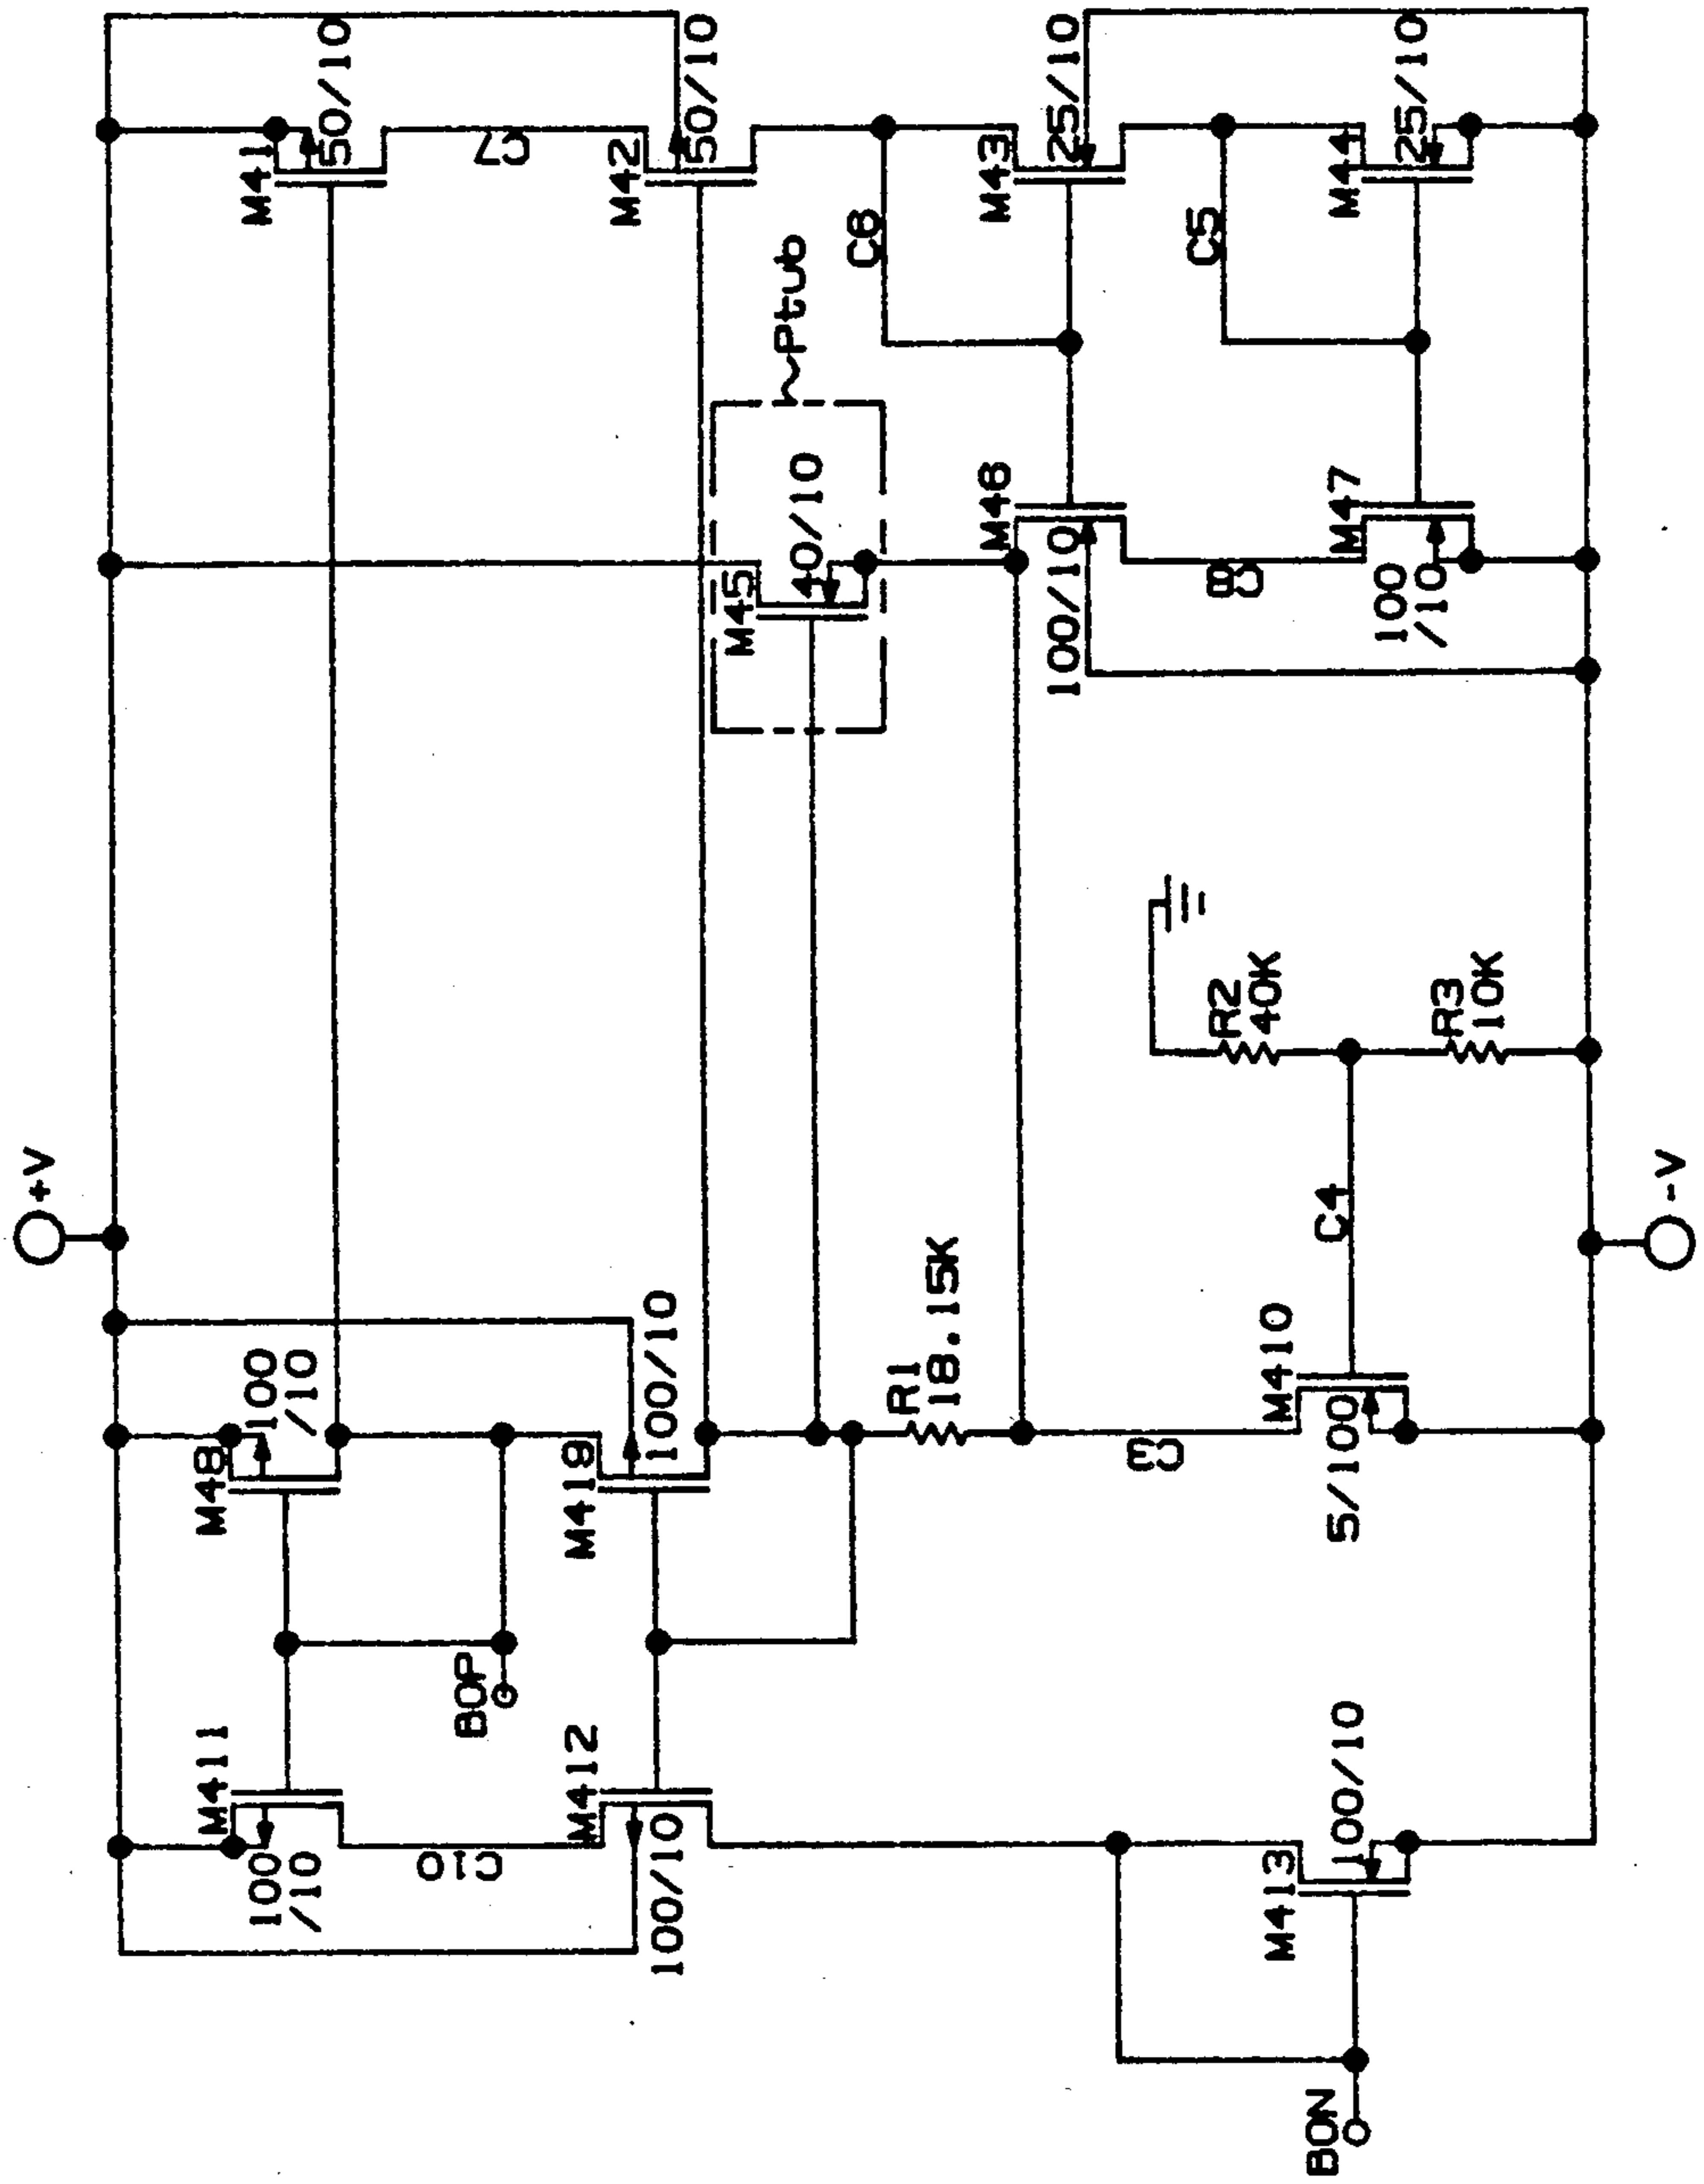 +V
M41
50/10
C7
M42
50/10
M48
100
/10
M411
100
/10
BOP
C10
M419
100/10
M412
100/10
M45
40/10
~Ptub
C6
M43
25/10
C5
M44
25/10
M46
100/10
C8
M47
100
/10
R1
18.15K
C3
M410
5/100
C4
R2
40K
R3
10K
M413
100/10
BON
-V